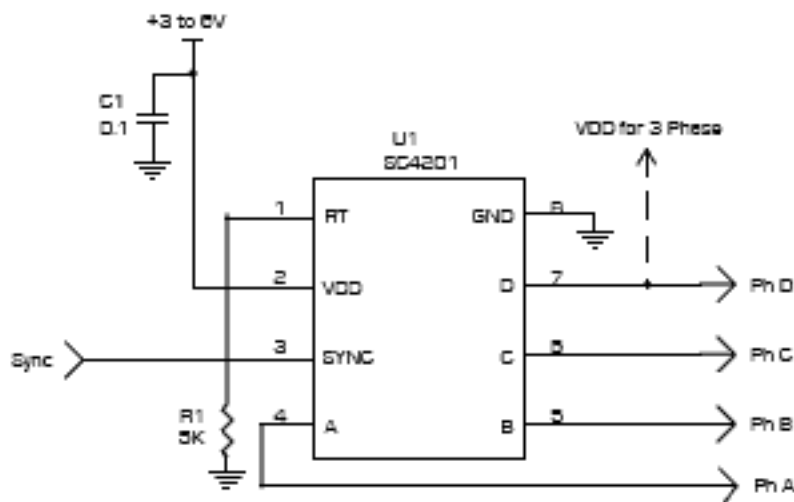 +3 to 6V
C1
0.1
VDD for 3 Phase
U1
SC4201
1
RT
GND
8
2
VDD
D
7
Ph D
Sync
3
SYNC
C
6
Ph C
R1
5K
4
A
B
5
Ph B
Ph A